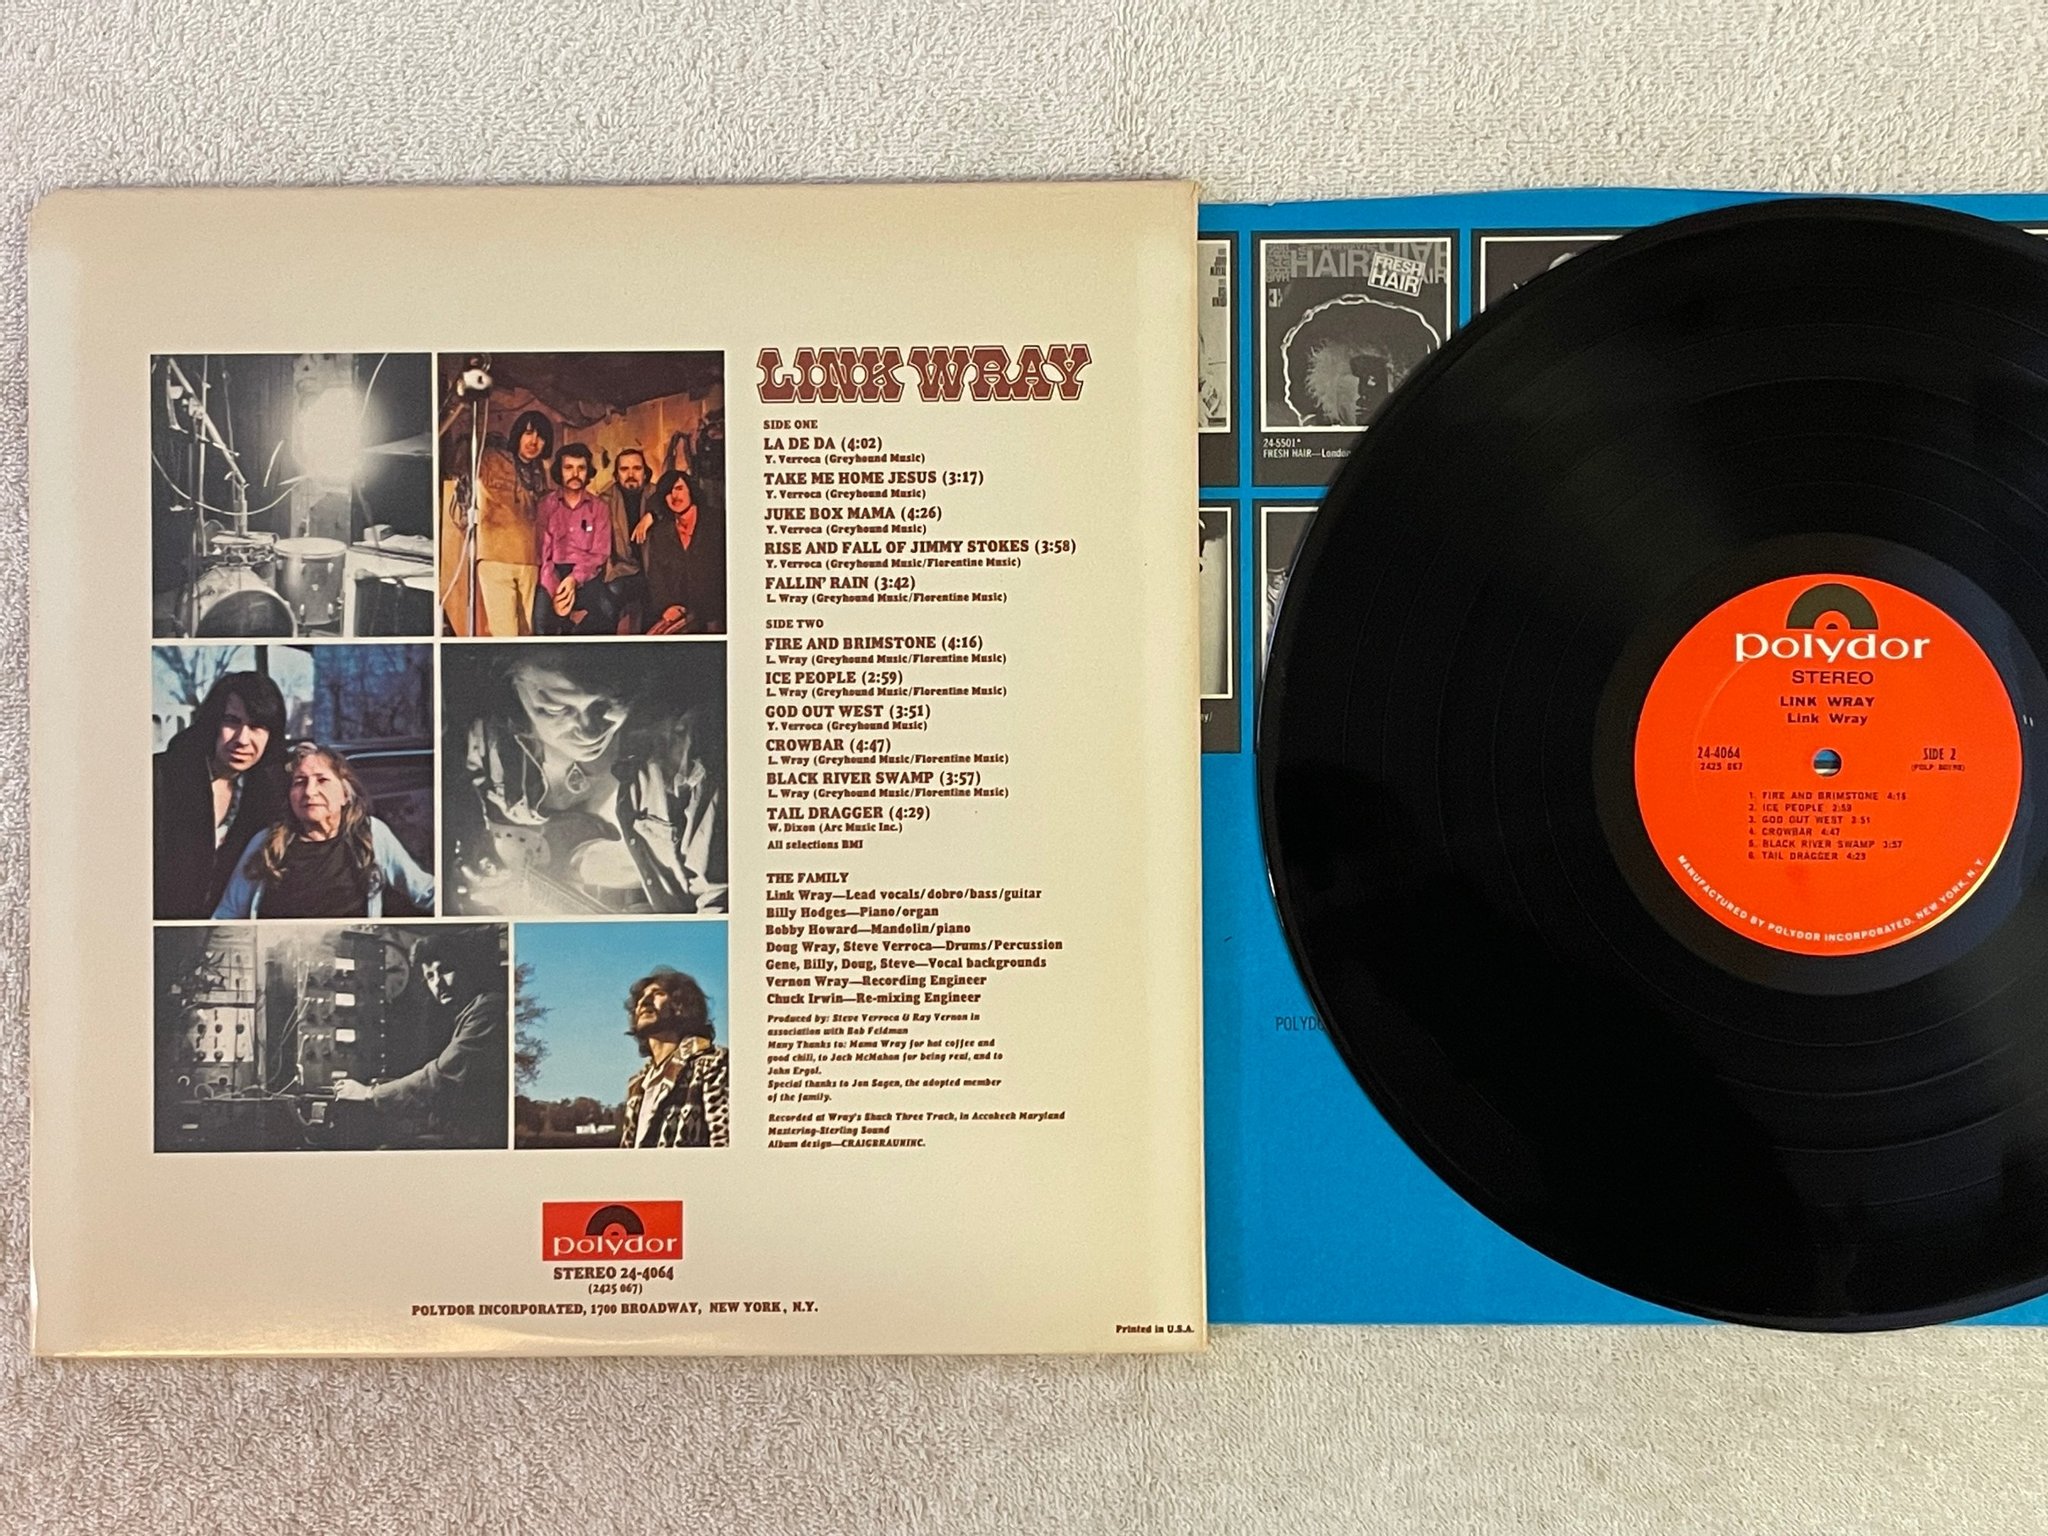 LINK WRAY
SIDE ONE
LA DE DA (4:02)
Y. Verroca (Greyhound Music)
TAKE ME HOME JESUS (3:17)
Y. Verroca (Greyhound Music)
JUKE BOX MAMA (4:26)
Y. Verroca (Greyhound Music)
RISE AND FALL OF JIMMY STOKES (3:58)
Y. Verroca (Greyhound Music/Florentine Music)
FALLIN' RAIN (3:42)
L. Wray (Greyhound Music/Florentine Music)
SIDE TWO
FIRE AND BRIMSTONE (4:16)
L. Wray (Greyhound Music/Florentine Music)
ICE PEOPLE (2:59)
L. Wray (Greyhound Music/Florentine Music)
GOD OUT WEST (3:51)
Y. Verroca (Greyhound Music)
CROWBAR (4:47)
L. Wray (Greyhound Music/Florentine Music)
BLACK RIVER SWAMP (3:57)
L. Wray (Greyhound Music/Florentine Music)
TAIL DRAGGER (4:29)
W. Dixon (Arc Music Inc.)
All selections BMI
THE FAMILY
Link Wray—Lead vocals/dobro/bass/guitar
Billy Hodges—Piano/organ
Bobby Howard—Mandolin/piano
Doug Wray, Steve Verroca—Drums/Percussion
Gene, Billy, Doug, Steve—Vocal backgrounds
Vernon Wray—Recording Engineer
Chuck Irwin—Re-mixing Engineer
Produced by: Steve Verroca & Ray Vernon in
association with Bob Feldman
Many Thanks to: Mama Wray for hot coffee and
good chili, to Jack McMahon for being real, and to
John Ergol.
Special thanks to Jon Sagen, the adopted member
of the family.
Recorded at Wray's Shack Three Track, in Accokeek Maryland
Mastering-Sterling Sound
Album design—CRAIGBRAUNINC.
polydor
STEREO 24-4064
(2425 067)
POLYDOR INCORPORATED, 1700 BROADWAY, NEW YORK, N.Y.
Printed in U.S.A.
HAIR
FRESH
HAIR
24-5501*
FRESH HAIR—London
POLYDO
polydor
STEREO
LINK WRAY
Link Wray
24-4064
2425 067
SIDE 2
1. FIRE AND BRIMSTONE 4:16
2. ICE PEOPLE 2:59
3. GOD OUT WEST 3:51
4. CROWBAR 4:47
5. BLACK RIVER SWAMP 3:57
6. TAIL DRAGGER 4:29
MANUFACTURED BY POLYDOR INCORPORATED, NEW YORK, N.Y.